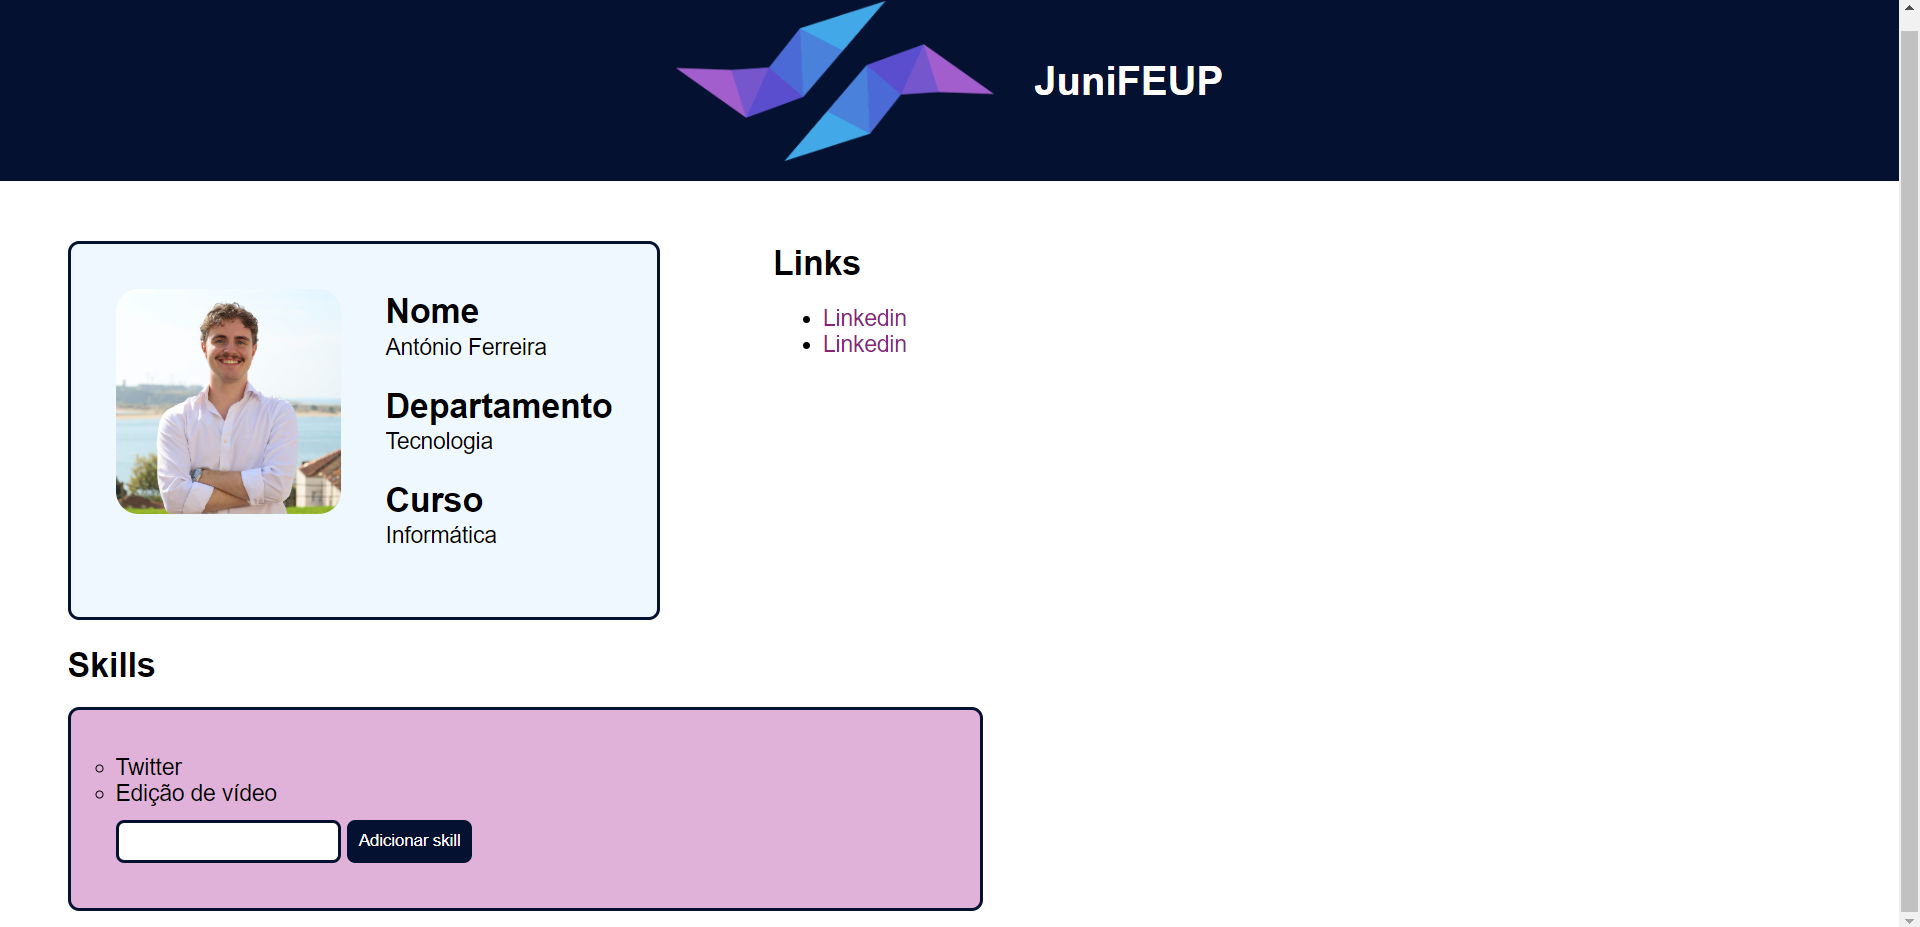 JuniFEUP
Nome
António Ferreira
Departamento
Tecnologia
Curso
Informática
Links
Linkedin
Linkedin
Skills
Twitter
Edição de vídeo
Adicionar skill